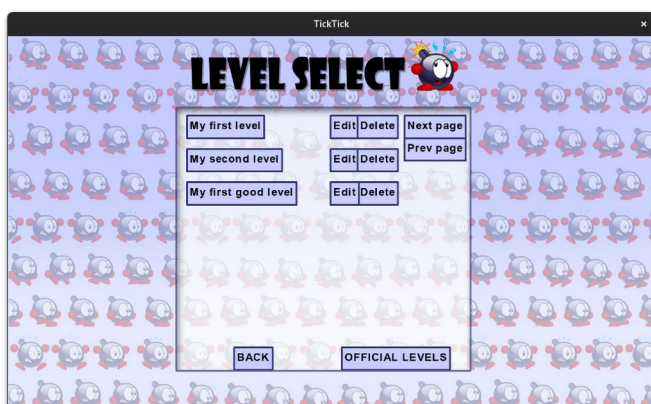 TickTick
LEVEL SELECT
My first level Edit Delete Next page
Prev page
My second level Edit Delete
My first good level Edit Delete
BACK OFFICIAL LEVELS